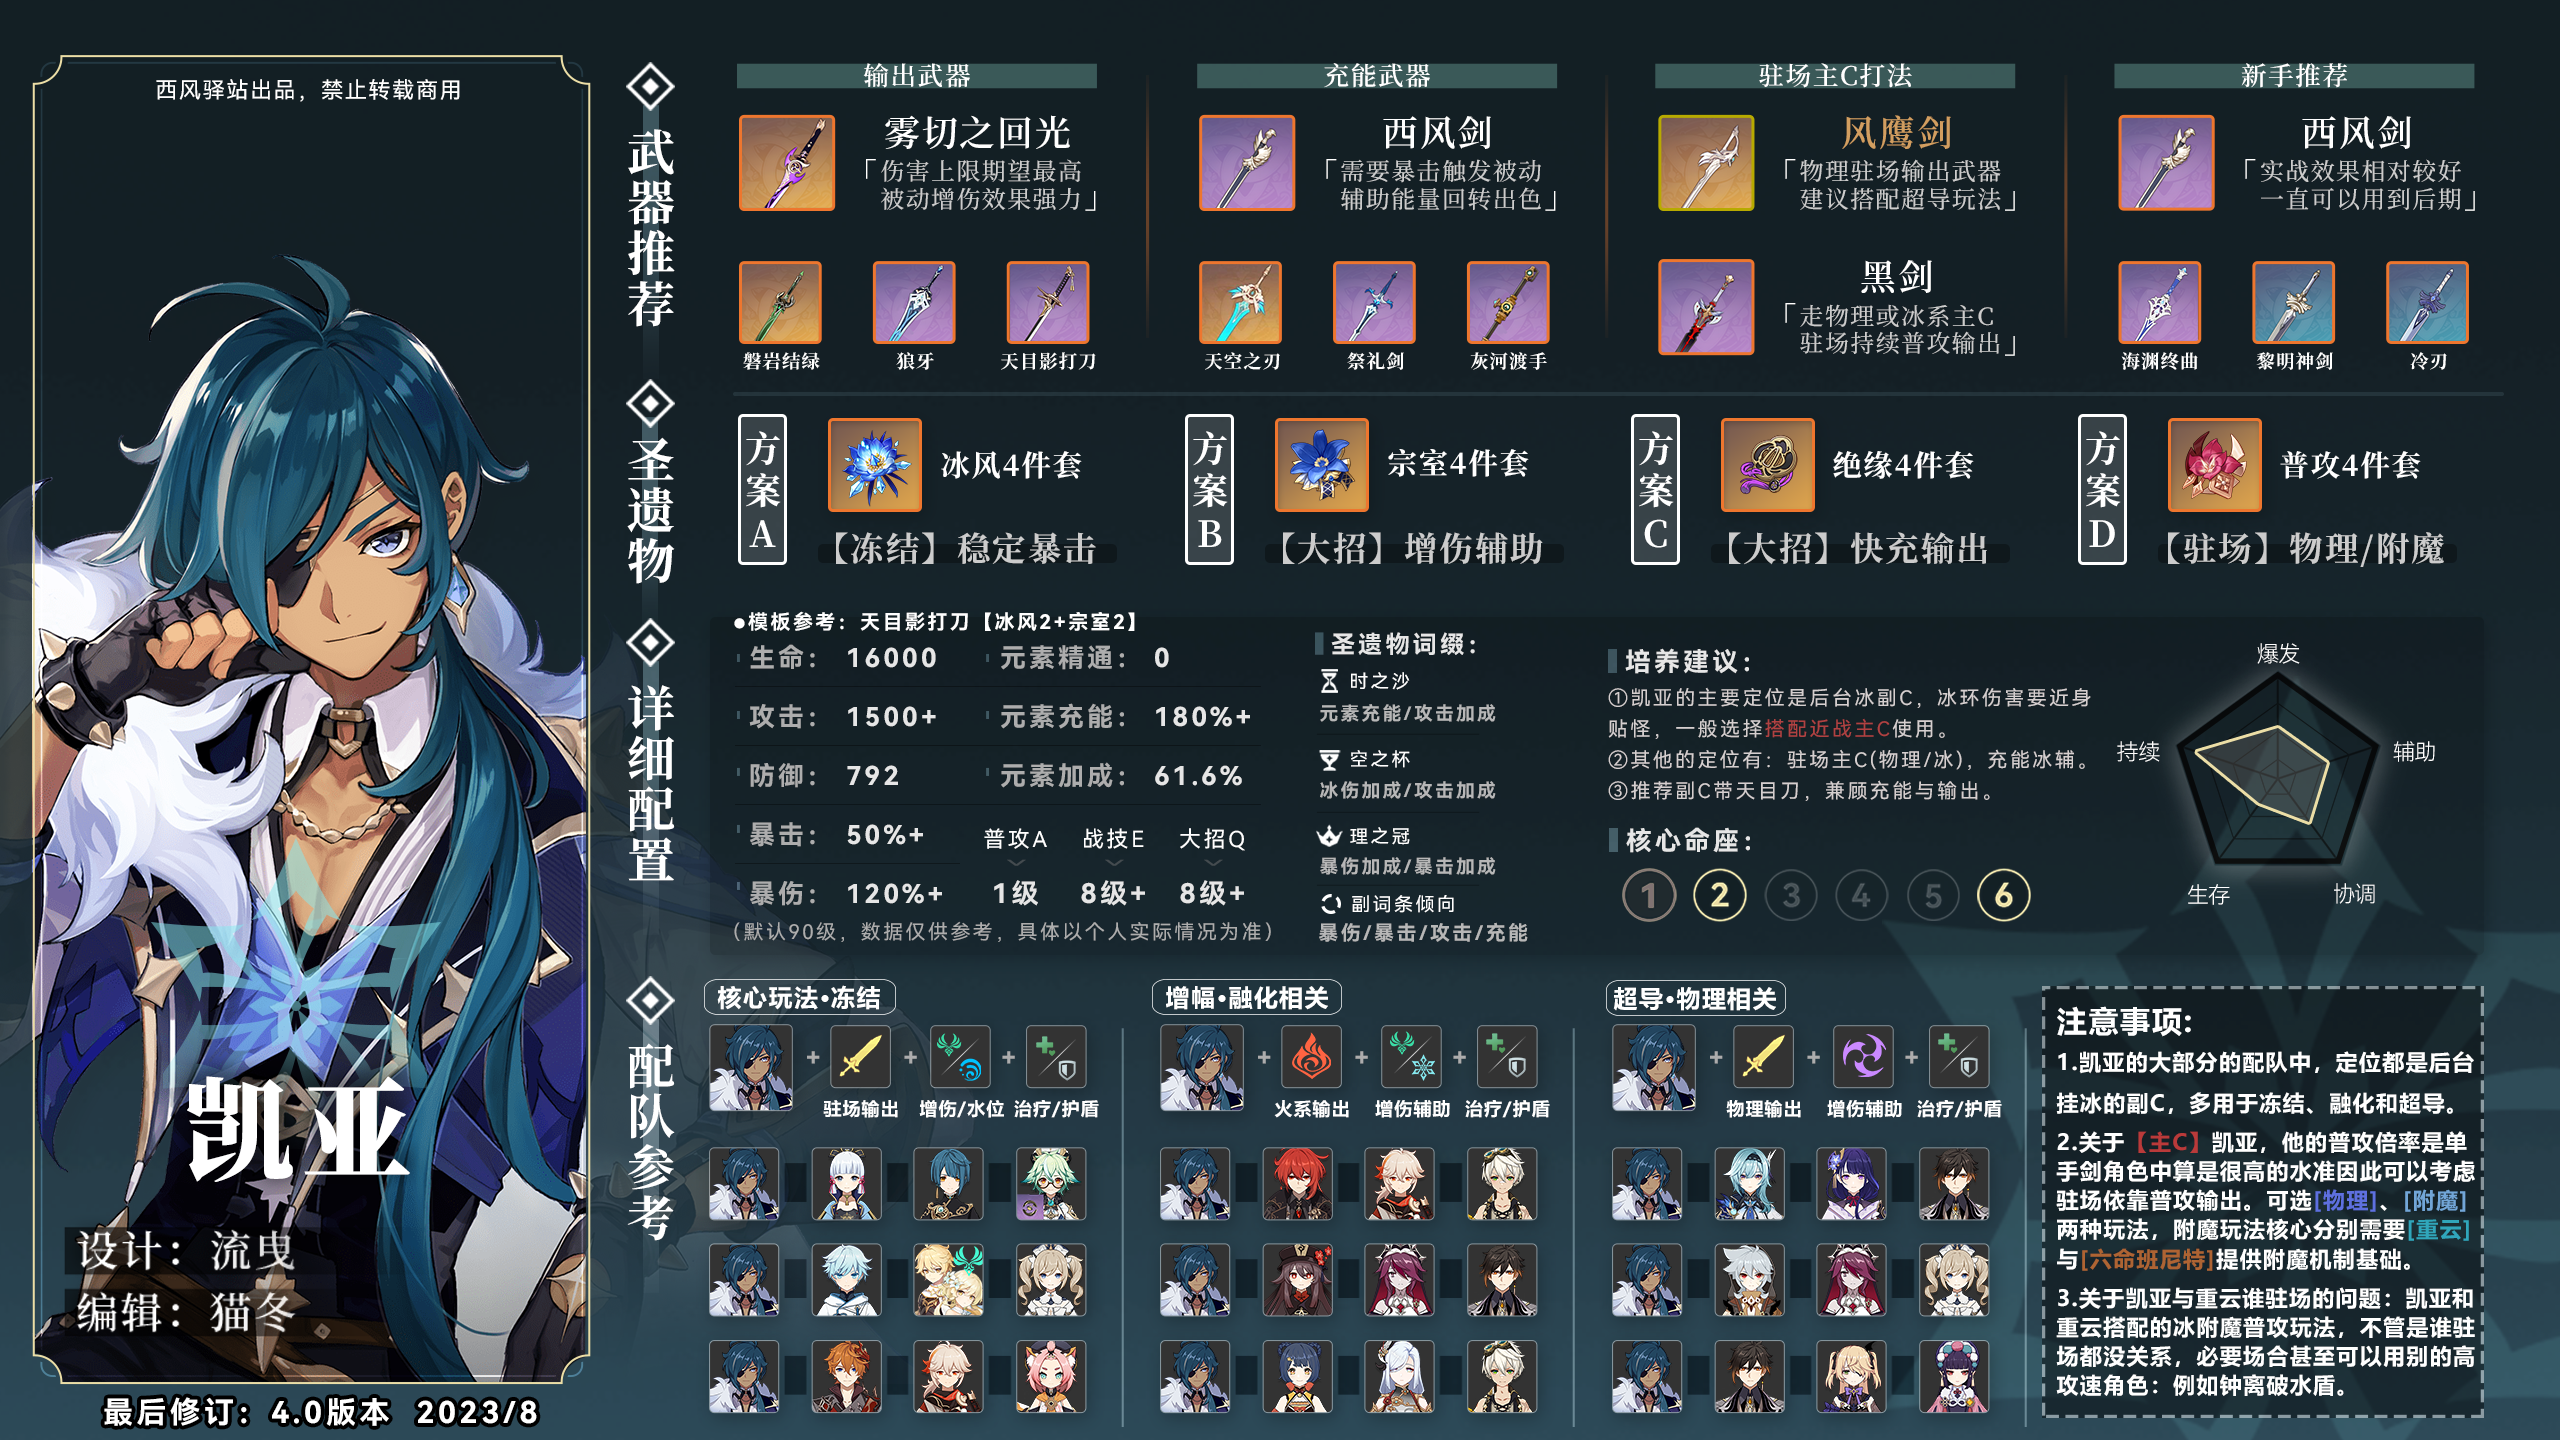 西风驿站出品，禁止转载商用
凯亚
设计：流曳
编辑：猫冬
最后修订：4.0版本 2023/8
武器推荐
输出武器
雾切之回光
「伤害上限期望最高
被动增伤效果强力」
磐岩结绿
狼牙
天目影打刀
充能武器
西风剑
「需要暴击触发被动
辅助能量回转出色」
天空之刃
祭礼剑
灰河渡手
驻场主C打法
风鹰剑
「物理驻场输出武器
建议搭配超导玩法」
黑剑
「走物理或冰系主C
驻场持续普攻输出」
新手推荐
西风剑
「实战效果相对较好
一直可以用到后期」
海渊终曲
黎明神剑
冷刃
圣遗物
方案A
冰风4件套
【冻结】稳定暴击
方案B
宗室4件套
【大招】增伤辅助
方案C
绝缘4件套
【大招】快充输出
方案D
普攻4件套
【驻场】物理/附魔
详细配置
●模板参考：天目影打刀【冰风2+宗室2】
生命： 16000 元素精通： 0
攻击： 1500+ 元素充能： 180%+
防御： 792 元素加成： 61.6%
暴击： 50%+ 普攻A 战技E 大招Q
暴伤： 120%+ 1级 8级+ 8级+
(默认90级，数据仅供参考，具体以个人实际情况为准)
圣遗物词缀：
时之沙
元素充能/攻击加成
空之杯
冰伤加成/攻击加成
理之冠
暴伤加成/暴击加成
副词条倾向
暴伤/暴击/攻击/充能
培养建议：
①凯亚的主要定位是后台冰副C，冰环伤害要近身
贴怪，一般选择搭配近战主C使用。
②其他的定位有：驻场主C(物理/冰)，充能冰辅。
③推荐副C带天目刀，兼顾充能与输出。
核心命座：
1 2 3 4 5 6
爆发
持续
辅助
生存
协调
配队参考
核心玩法·冻结
+ + +
驻场输出 增伤/水位 治疗/护盾
增幅·融化相关
+ + +
火系输出 增伤辅助 治疗/护盾
超导·物理相关
+ + +
物理输出 增伤辅助 治疗/护盾
注意事项:
1.凯亚的大部分的配队中，定位都是后台
挂冰的副C，多用于冻结、融化和超导。
2.关于【主C】凯亚，他的普攻倍率是单
手剑角色中算是很高的水准因此可以考虑
驻场依靠普攻输出。可选[物理]、[附魔]
两种玩法，附魔玩法核心分别需要[重云]
与[六命班尼特]提供附魔机制基础。
3.关于凯亚与重云谁驻场的问题：凯亚和
重云搭配的冰附魔普攻玩法，不管是谁驻
场都没关系，必要场合甚至可以用别的高
攻速角色：例如钟离破水盾。